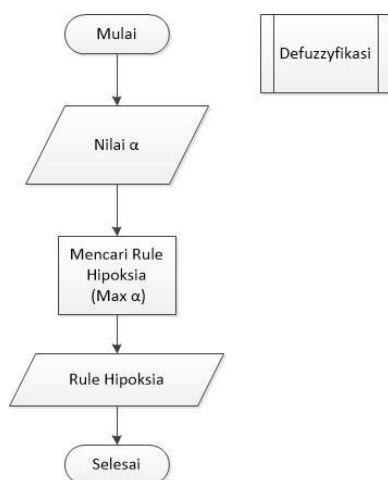 Mulai
Defuzzyfikasi
Nilai α
Mencari Rule
Hipoksia
(Max α)
Rule Hipoksia
Selesai